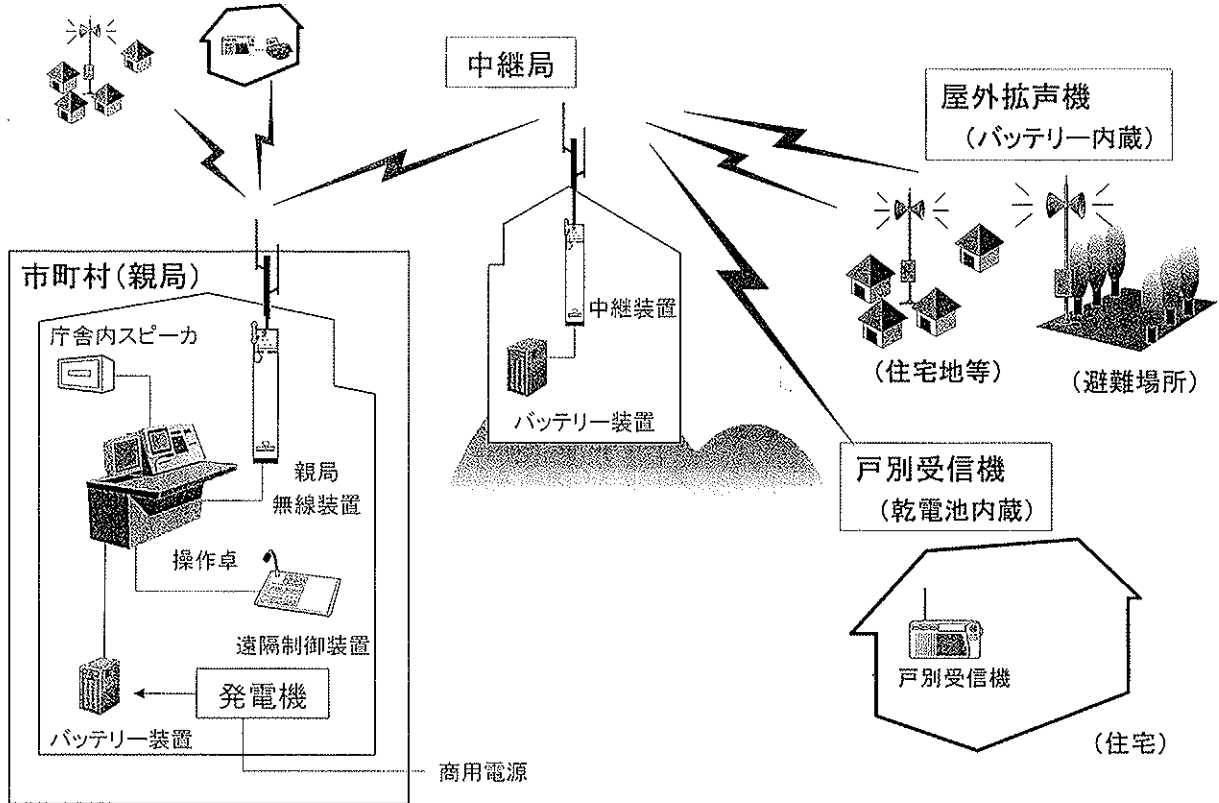 中継局
屋外拡声機
（バッテリー内蔵）
市町村（親局）
庁舎内スピーカ
中継装置
（住宅地等）
（避難場所）
バッテリー装置
親局
無線装置
戸別受信機
（乾電池内蔵）
操作卓
遠隔制御装置
発電機
戸別受信機
バッテリー装置
（住宅）
商用電源